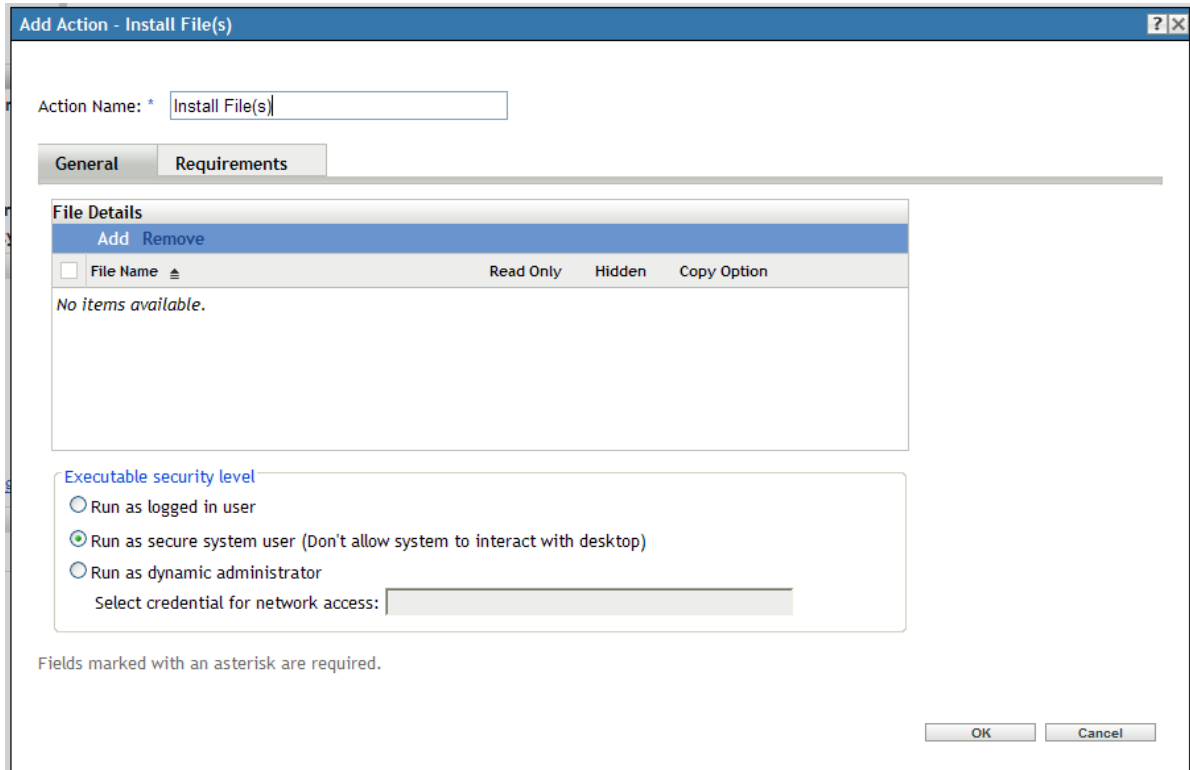 Add Action - Install File(s)
Action Name: * Install File(s)
General Requirements
File Details
Add Remove
File Name Read Only Hidden Copy Option
No items available.
Executable security level
Run as logged in user
Run as secure system user (Don't allow system to interact with desktop)
Run as dynamic administrator
Select credential for network access:
Fields marked with an asterisk are required.
OK Cancel